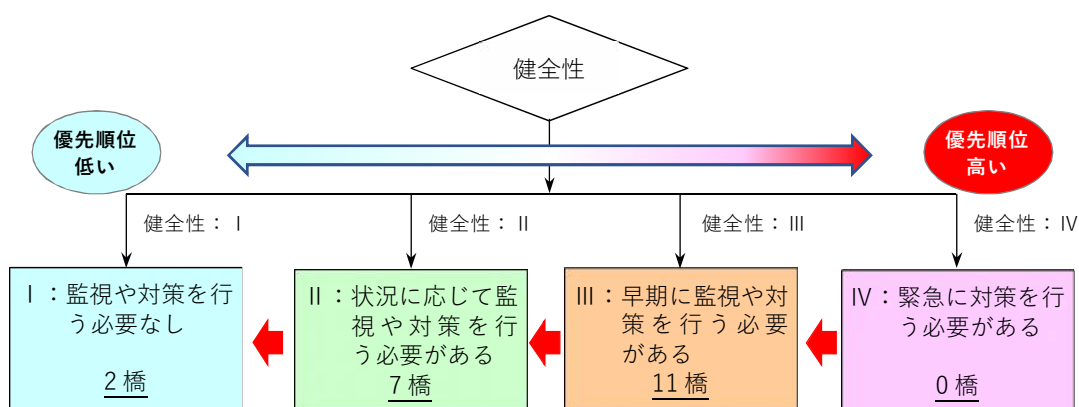 健全性
優先順位
低い
優先順位
高い
健全性：Ⅰ
健全性：Ⅱ
健全性：Ⅲ
健全性：Ⅳ
Ⅰ：監視や対策を行
う必要なし
2 橋
Ⅱ：状況に応じて監
視や対策を行
う必要がある
7 橋
Ⅲ：早期に監視や対
策を行う必要
がある
11 橋
Ⅳ：緊急に対策を行
う必要がある
0 橋